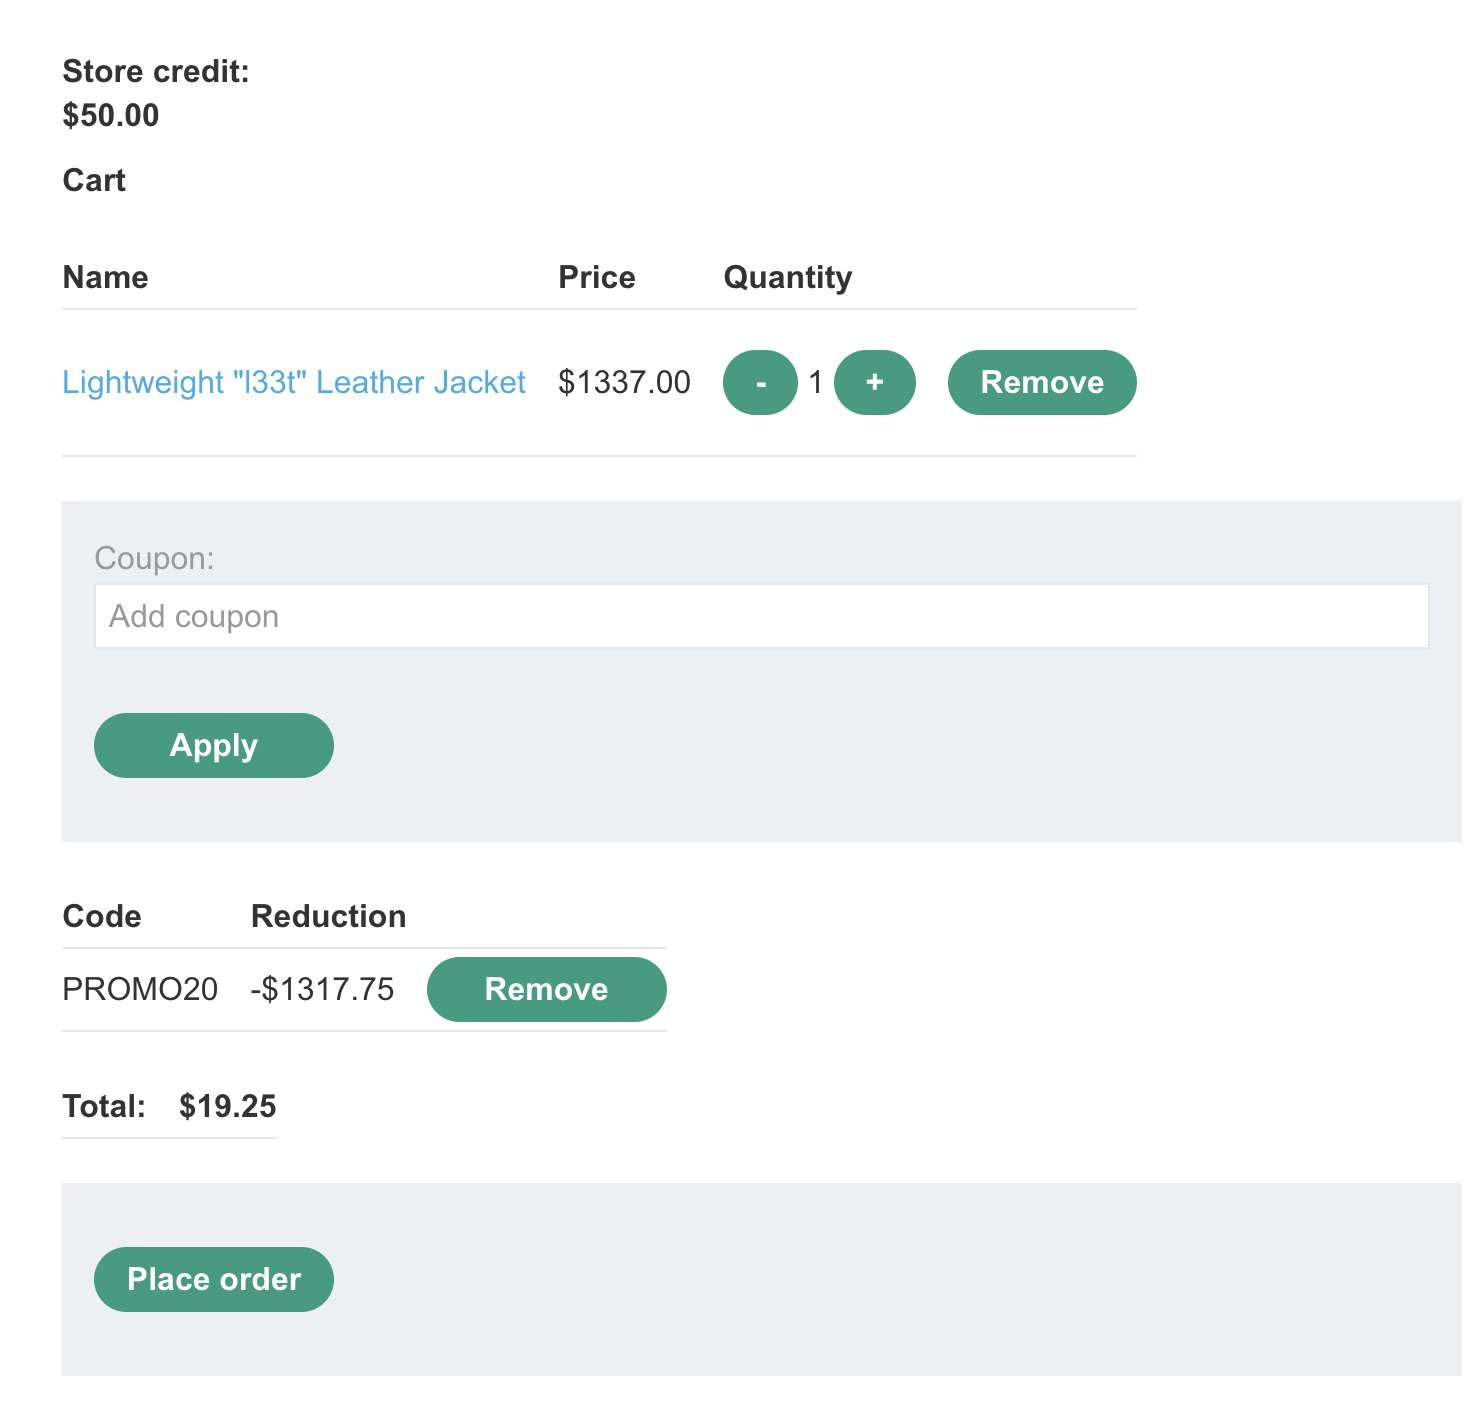 Store credit:
$50.00
Cart
Name Price Quantity
Lightweight "l33t" Leather Jacket $1337.00 - 1 + Remove
Coupon:
Add coupon
Apply
Code Reduction
PROMO20 -$1317.75 Remove
Total: $19.25
Place order